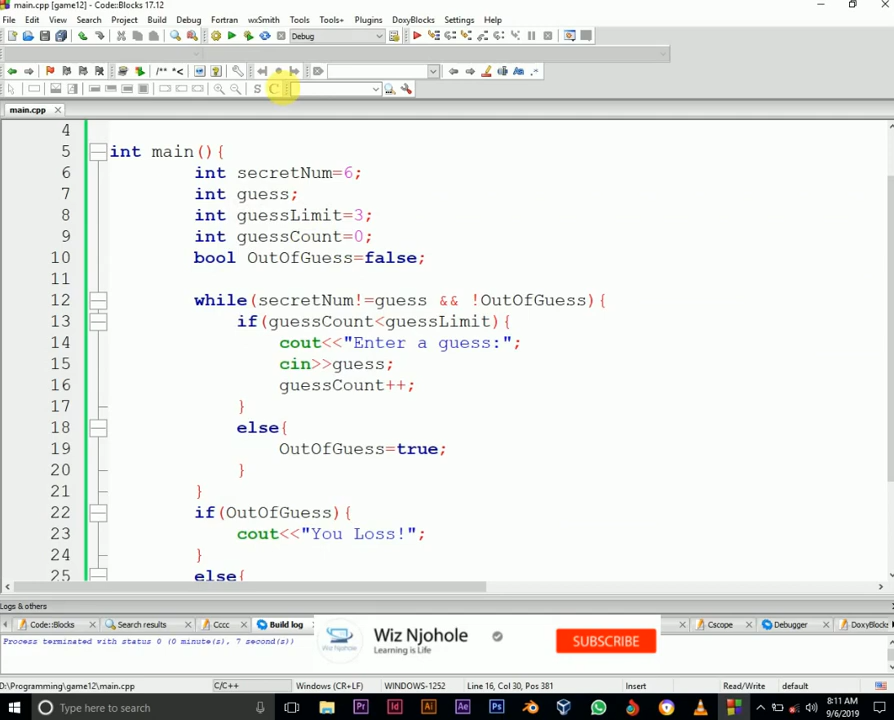 main.cpp [game12] - Code::Blocks 17.12
File Edit View Search Project Build Debug Fortran wxSmith Tools Tools+ Plugins DoxyBlocks Settings Help
Debug
/** *<
Aa .*
S C
main.cpp
4
5 int main(){
6 int secretNum=6;
7 int guess;
8 int guessLimit=3;
9 int guessCount=0;
10 bool OutOfGuess=false;
11
12 while(secretNum!=guess && !OutOfGuess){
13 if(guessCount<guessLimit){
14 cout<<"Enter a guess:";
15 cin>>guess;
16 guessCount++;
17 }
18 else{
19 OutOfGuess=true;
20 }
21 }
22 if(OutOfGuess){
23 cout<<"You Loss!";
24 }
25 else{
Logs & others
Code::Blocks Search results Cccc Build log Cscope Debugger DoxyBlo
Process terminated with status 0 (0 minute(s), 7 second(s))
Wiz Njohole
Learning is Life
SUBSCRIBE
D:\Programming\game12\main.cpp C/C++ Windows (CR+LF) WINDOWS-1252 Line 16, Col 30, Pos 381 Insert Read/Write default
Type here to search
Pr Id Ai Ae Ps
8:11 AM
9/6/2019